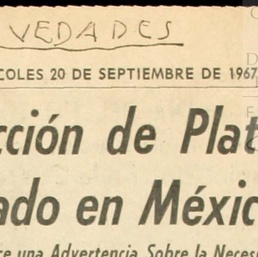 VEDADES
COLES 20 DE SEPTIEMBRE DE 1967
cción de Plat
ado en Méxic
re una Advertencia Sobre la Neces